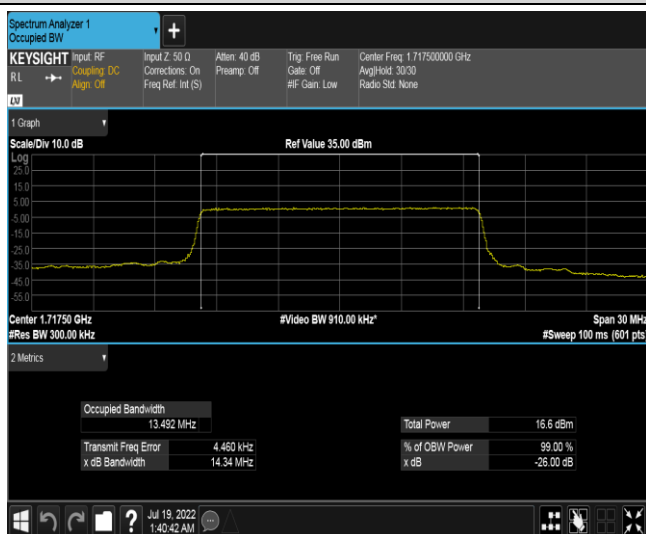 Spectrum Analyzer 1
Occupied BW
KEYSIGHT
R L
LXI
Input: RF
Coupling: DC
Align: Off
Input Z: 50 Ω
Corrections: On
Freq Ref: Int (S)
Atten: 40 dB
Preamp: Off
Trig: Free Run
Gate: Off
#IF Gain: Low
Center Freq: 1.717500000 GHz
Avg|Hold: 30/30
Radio Std: None
1 Graph
Scale/Div 10.0 dB
Ref Value 35.00 dBm
Log
25.0
15.0
5.00
-5.00
-15.0
-25.0
-35.0
-45.0
-55.0
Center 1.71750 GHz
#Video BW 910.00 kHz*
Span 30 MHz
#Res BW 300.00 kHz
#Sweep 100 ms (601 pts)
2 Metrics
Occupied Bandwidth
13.492 MHz
Total Power 16.6 dBm
Transmit Freq Error 4.460 kHz
% of OBW Power 99.00 %
x dB Bandwidth 14.34 MHz
x dB -26.00 dB
?
Jul 19, 2022
1:40:42 AM